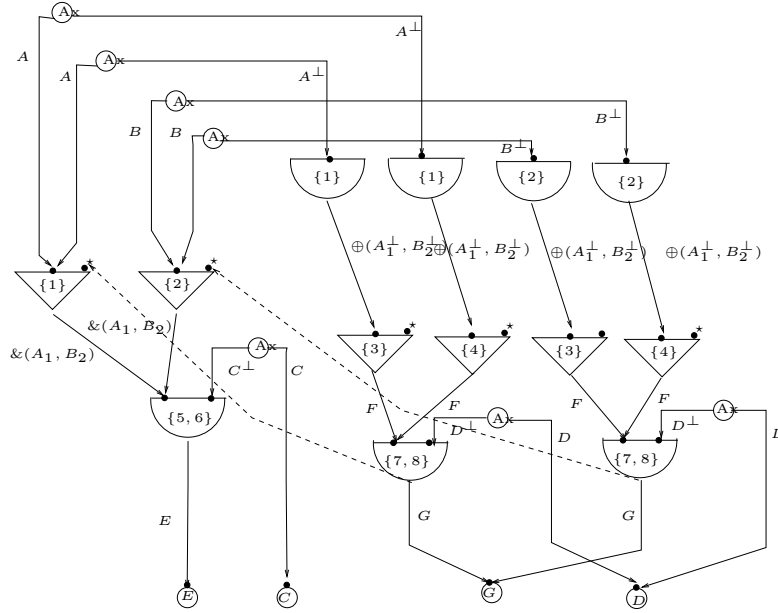 Ax
A⊥
A
Ax
A
A⊥
Ax
B⊥
B
B
Ax
B⊥
{1}
{1}
{2}
{2}
⊕(A₁⊥, B₂⊥)
⊕(A₁⊥, B₂⊥)
⊕(A₁⊥, B₂⊥)
⊕(A₁⊥, B₂⊥)
⋆
⋆
{1}
{2}
&(A₁, B₂)
&(A₁, B₂)
⋆
⋆
⋆
{3}
{4}
{3}
{4}
Ax
C⊥
C
F
F
F
F
{5, 6}
Ax
Ax
D⊥
D
D⊥
D
{7, 8}
{7, 8}
E
G
G
E
C
G
D